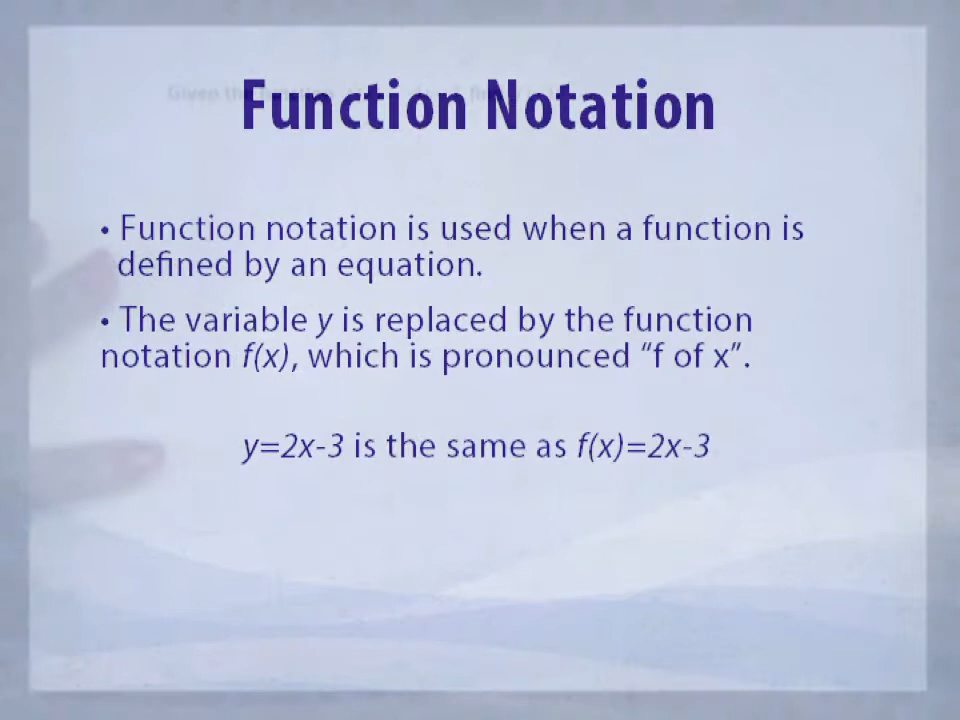 Function Notation
• Function notation is used when a function is
defined by an equation.
• The variable y is replaced by the function
notation f(x), which is pronounced “f of x”.
y=2x-3 is the same as f(x)=2x-3